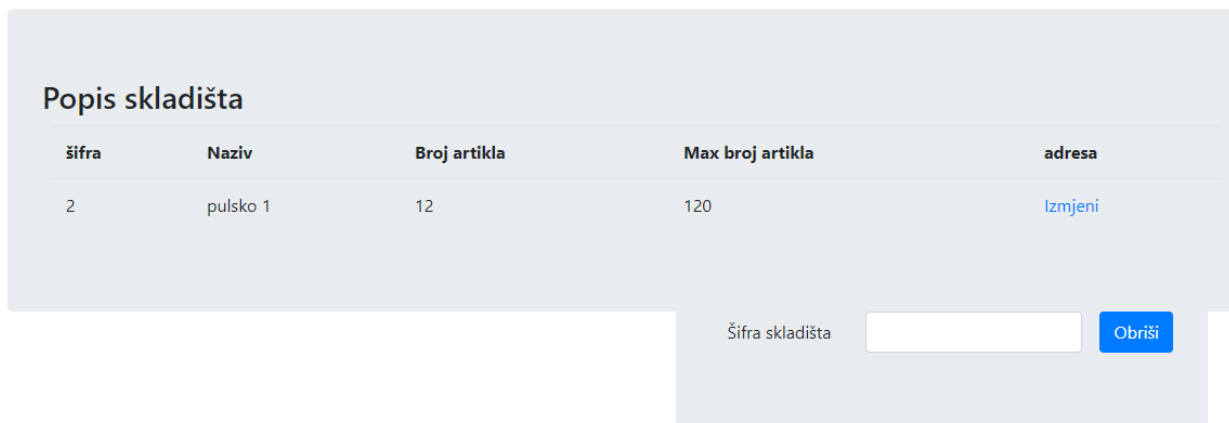 Popis skladišta
šifra Naziv Broj artikla Max broj artikla adresa
2 pulsko 1 12 120 Izmjeni
Šifra skladišta Obriši